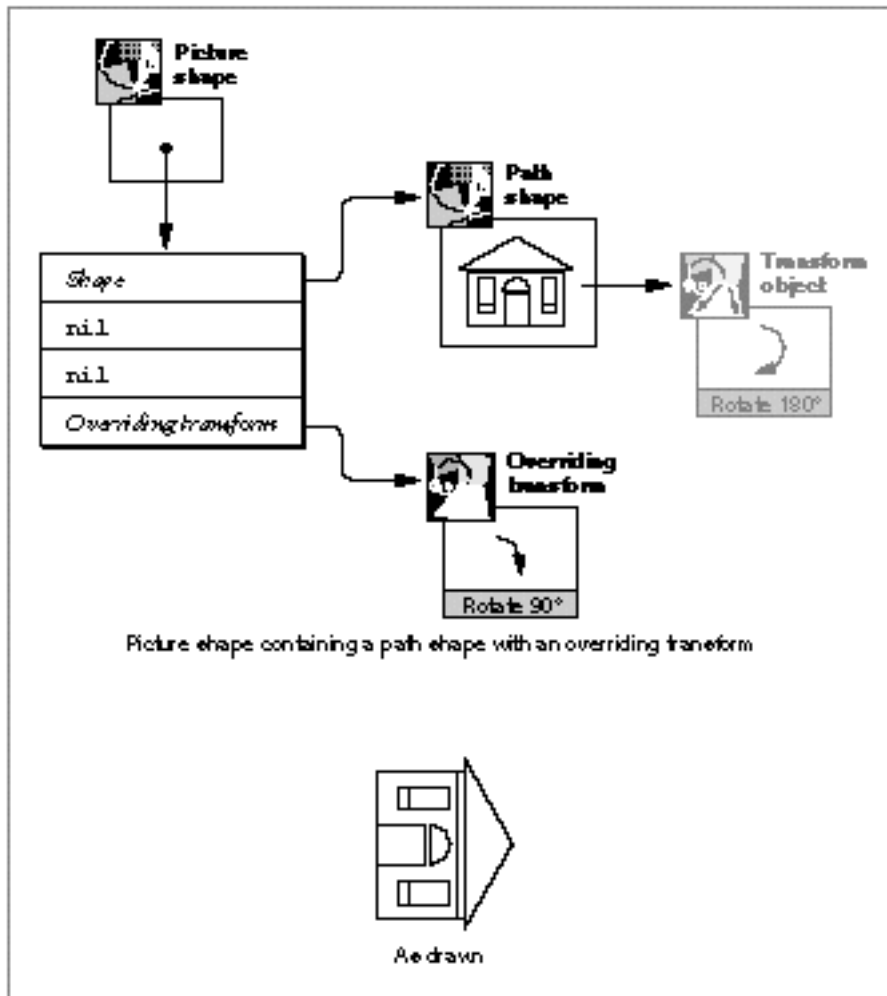 Picture
shape
Path
shape
Transform
object
Shape
nil
nil
Overriding transform
Rotate 180°
Overriding
transform
Rotate 90°
Picture shape containing a path shape with an overriding transform
As drawn